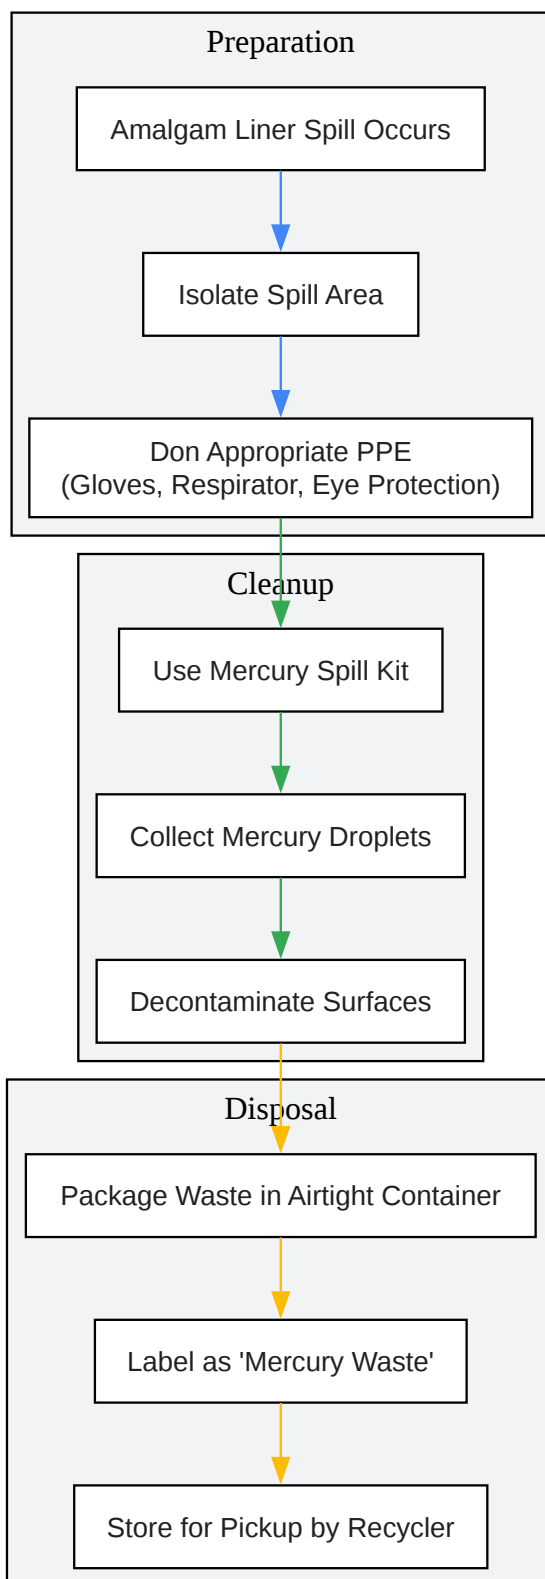 Preparation
Amalgam Liner Spill Occurs
Isolate Spill Area
Don Appropriate PPE
(Gloves, Respirator, Eye Protection)
Cleanup
Use Mercury Spill Kit
Collect Mercury Droplets
Decontaminate Surfaces
Disposal
Package Waste in Airtight Container
Label as 'Mercury Waste'
Store for Pickup by Recycler